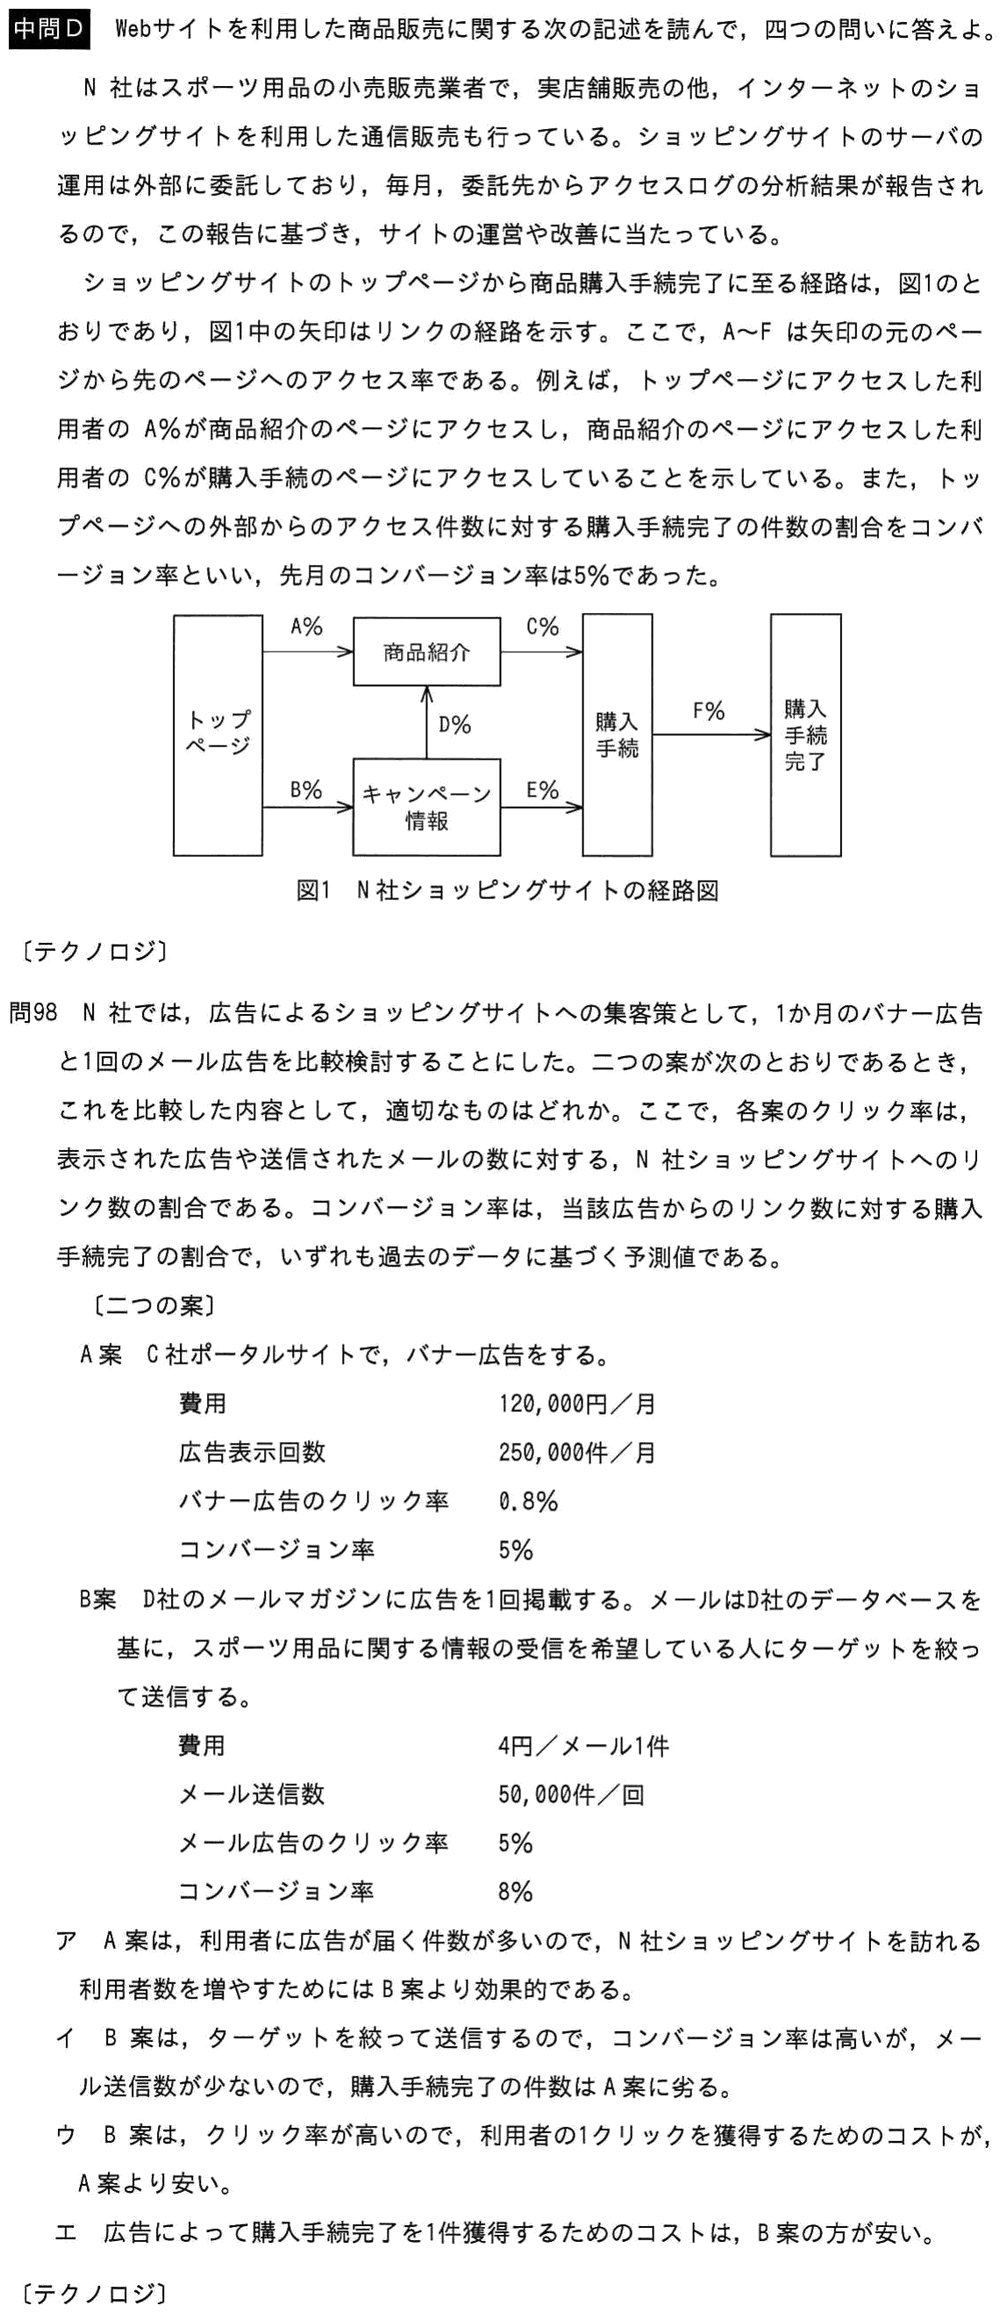 中問D Webサイトを利用した商品販売に関する次の記述を読んで，四つの問いに答えよ。
N 社はスポーツ用品の小売販売業者で，実店舗販売の他，インターネットのショ
ッピングサイトを利用した通信販売も行っている。ショッピングサイトのサーバの
運用は外部に委託しており，毎月，委託先からアクセスログの分析結果が報告され
るので，この報告に基づき，サイトの運営や改善に当たっている。
ショッピングサイトのトップページから商品購入手続完了に至る経路は，図1のと
おりであり，図1中の矢印はリンクの経路を示す。ここで，A〜F は矢印の元のペー
ジから先のページへのアクセス率である。例えば，トップページにアクセスした利
用者の A％が商品紹介のページにアクセスし，商品紹介のページにアクセスした利
用者の C％が購入手続のページにアクセスしていることを示している。また，トッ
プページへの外部からのアクセス件数に対する購入手続完了の件数の割合をコンバ
ージョン率といい，先月のコンバージョン率は5％であった。
トップ
ページ
A％
商品紹介
C％
D％
B％
キャンペーン
情報
E％
購入
手続
F％
購入
手続
完了
図1 N社ショッピングサイトの経路図
〔テクノロジ〕
問98 N 社では，広告によるショッピングサイトへの集客策として，1か月のバナー広告
と1回のメール広告を比較検討することにした。二つの案が次のとおりであるとき，
これを比較した内容として，適切なものはどれか。ここで，各案のクリック率は，
表示された広告や送信されたメールの数に対する，N 社ショッピングサイトへのリ
ンク数の割合である。コンバージョン率は，当該広告からのリンク数に対する購入
手続完了の割合で，いずれも過去のデータに基づく予測値である。
〔二つの案〕
A案 C社ポータルサイトで，バナー広告をする。
費用 120,000円／月
広告表示回数 250,000件／月
バナー広告のクリック率 0.8％
コンバージョン率 5％
B案 D社のメールマガジンに広告を1回掲載する。メールはD社のデータベースを
基に，スポーツ用品に関する情報の受信を希望している人にターゲットを絞っ
て送信する。
費用 4円／メール1件
メール送信数 50,000件／回
メール広告のクリック率 5％
コンバージョン率 8％
ア A案は，利用者に広告が届く件数が多いので，N社ショッピングサイトを訪れる
利用者数を増やすためにはB案より効果的である。
イ B 案は，ターゲットを絞って送信するので，コンバージョン率は高いが，メー
ル送信数が少ないので，購入手続完了の件数はA案に劣る。
ウ B 案は，クリック率が高いので，利用者の1クリックを獲得するためのコストが，
A案より安い。
エ 広告によって購入手続完了を1件獲得するためのコストは，B案の方が安い。
〔テクノロジ〕